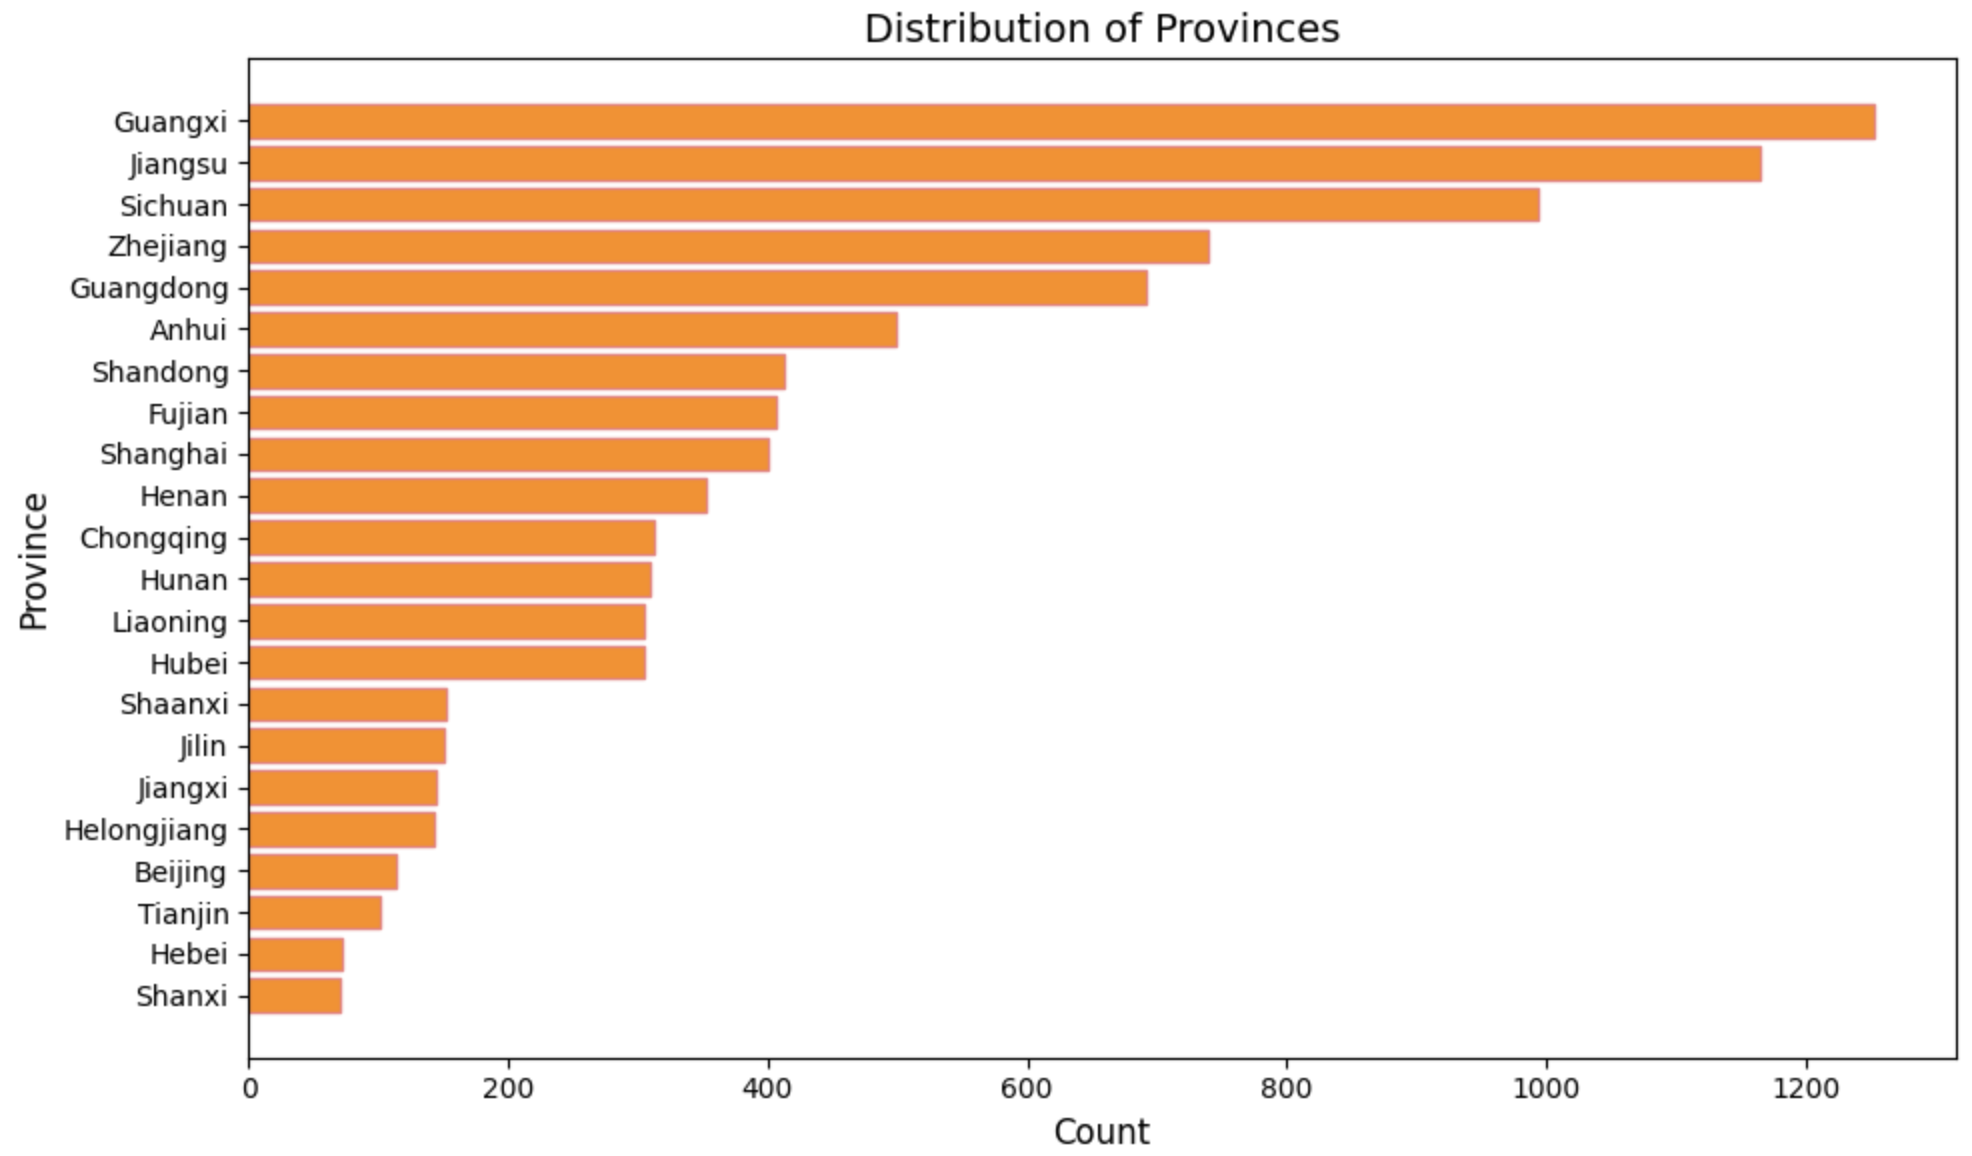 Distribution of Provinces
Province
Guangxi
Jiangsu
Sichuan
Zhejiang
Guangdong
Anhui
Shandong
Fujian
Shanghai
Henan
Chongqing
Hunan
Liaoning
Hubei
Shaanxi
Jilin
Jiangxi
Helongjiang
Beijing
Tianjin
Hebei
Shanxi
0 200 400 600 800 1000 1200
Count